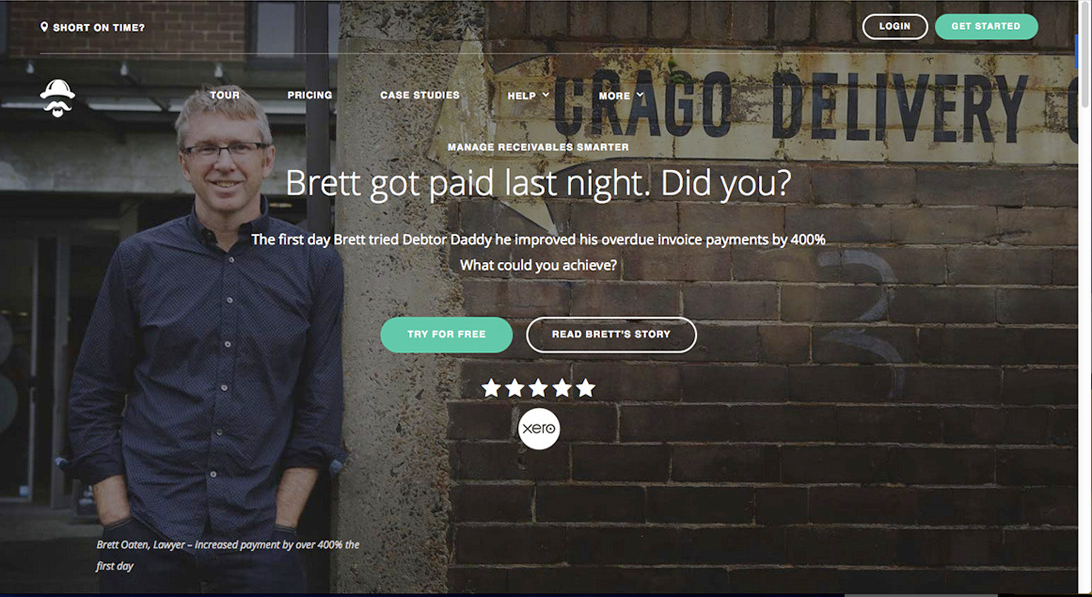 SHORT ON TIME?
LOGIN
GET STARTED
TOUR
PRICING
CASE STUDIES
HELP
MORE
CRAGO DELIVERY
MANAGE RECEIVABLES SMARTER
Brett got paid last night. Did you?
The first day Brett tried Debtor Daddy he improved his overdue invoice payments by 400%
What could you achieve?
TRY FOR FREE
READ BRETT'S STORY
xero
Brett Oaten, Lawyer – Increased payment by over 400% the
first day